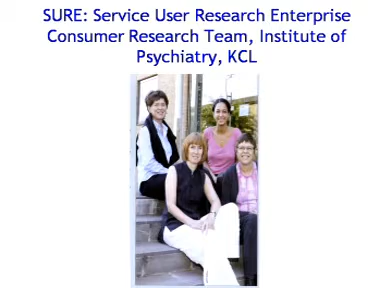 SURE: Service User Research Enterprise
Consumer Research Team, Institute of
Psychiatry, KCL